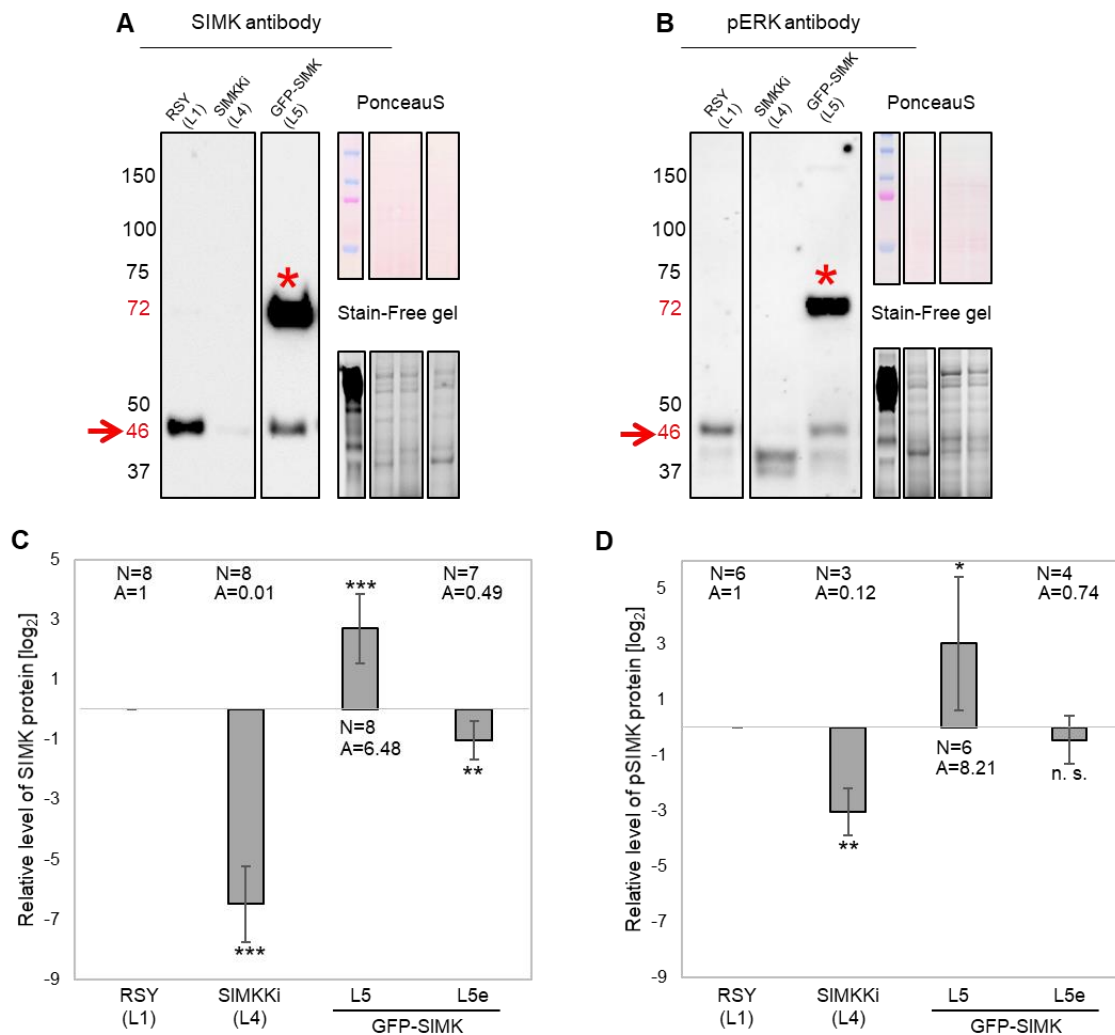 A
SIMK antibody
RSY
(L1)
SIMKKi
(L4)
GFP-SIMK
(L5)
PonceauS
150
100
75
72
50
46
37
*
Stain-Free gel
B
pERK antibody
RSY
(L1)
SIMKKi
(L4)
GFP-SIMK
(L5)
PonceauS
150
100
75
72
50
46
37
*
Stain-Free gel
C
Relative level of SIMK protein [log2]
5
3
1
-1
-3
-5
-7
-9
N=8
A=1
N=8
A=0.01
***
***
N=8
A=6.48
N=7
A=0.49
**
RSY
(L1)
SIMKKi
(L4)
L5
L5e
GFP-SIMK
D
Relative level of pSIMK protein [log2]
5
3
1
-1
-3
-5
-7
-9
N=6
A=1
N=3
A=0.12
**
*
N=6
A=8.21
N=4
A=0.74
n. s.
RSY
(L1)
SIMKKi
(L4)
L5
L5e
GFP-SIMK